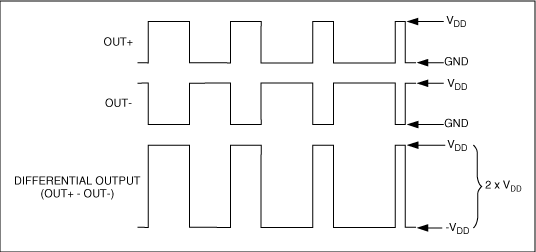 OUT+
VDD
GND
OUT-
VDD
GND
DIFFERENTIAL OUTPUT
(OUT+ - OUT-)
VDD
2 x VDD
-VDD